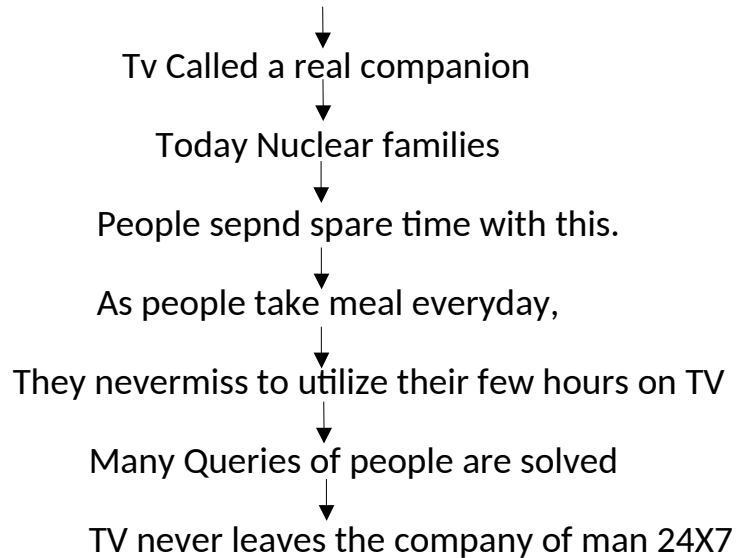 Tv Called a real companion
Today Nuclear families
People sepnd spare time with this.
As people take meal everyday,
They nevermiss to utilize their few hours on TV
Many Queries of people are solved
TV never leaves the company of man 24X7